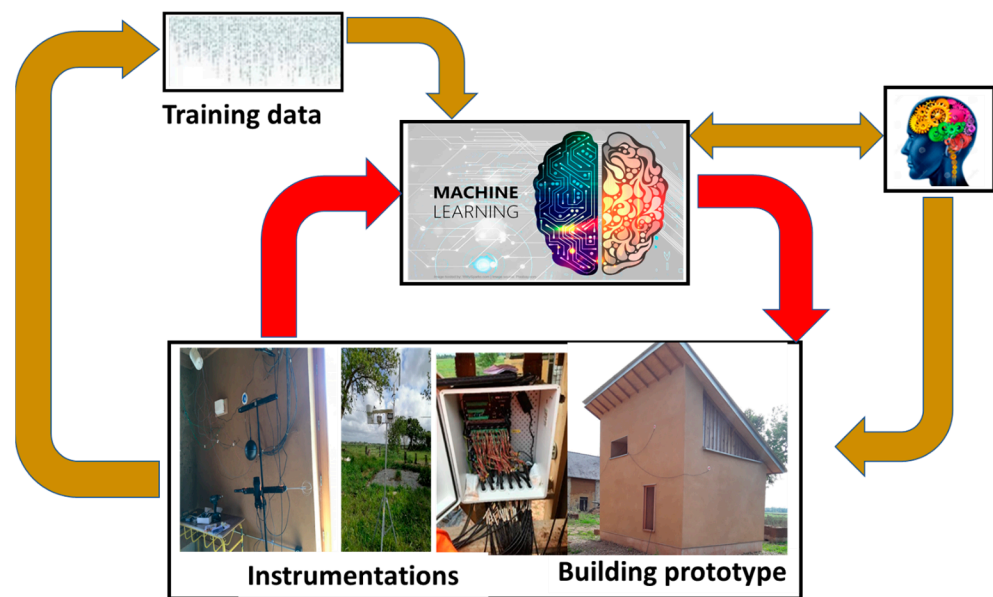 Training data
MACHINE
LEARNING
Instrumentations
Building prototype